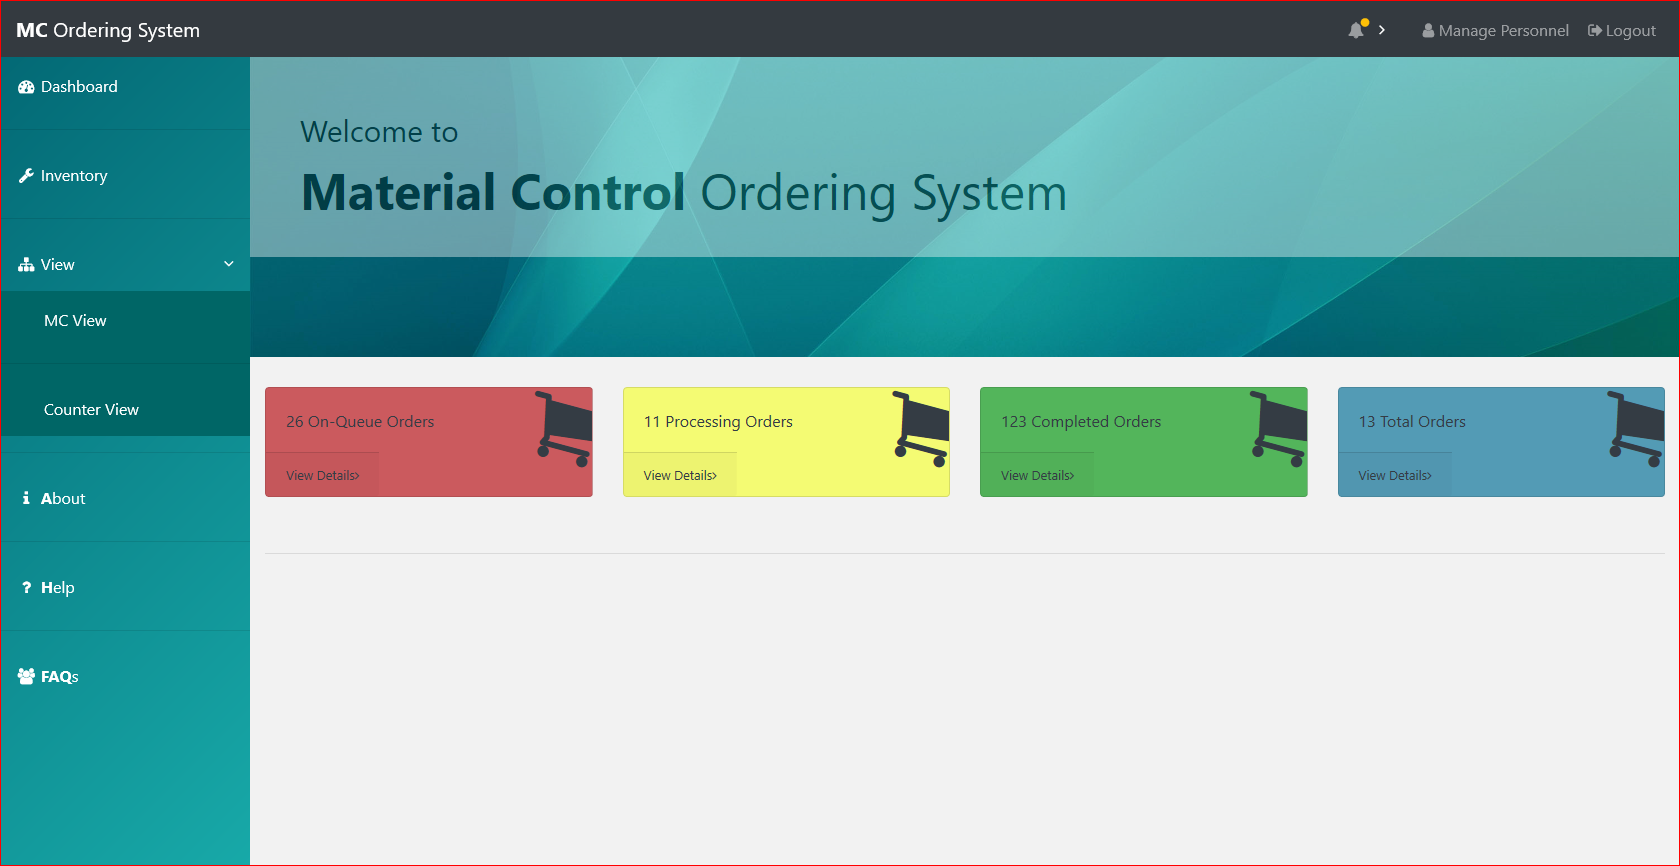 MC Ordering System
Manage Personnel
Logout
Dashboard
Inventory
View
MC View
Counter View
About
Help
FAQs
Welcome to
Material Control Ordering System
26 On-Queue Orders
View Details
11 Processing Orders
View Details
123 Completed Orders
View Details
13 Total Orders
View Details